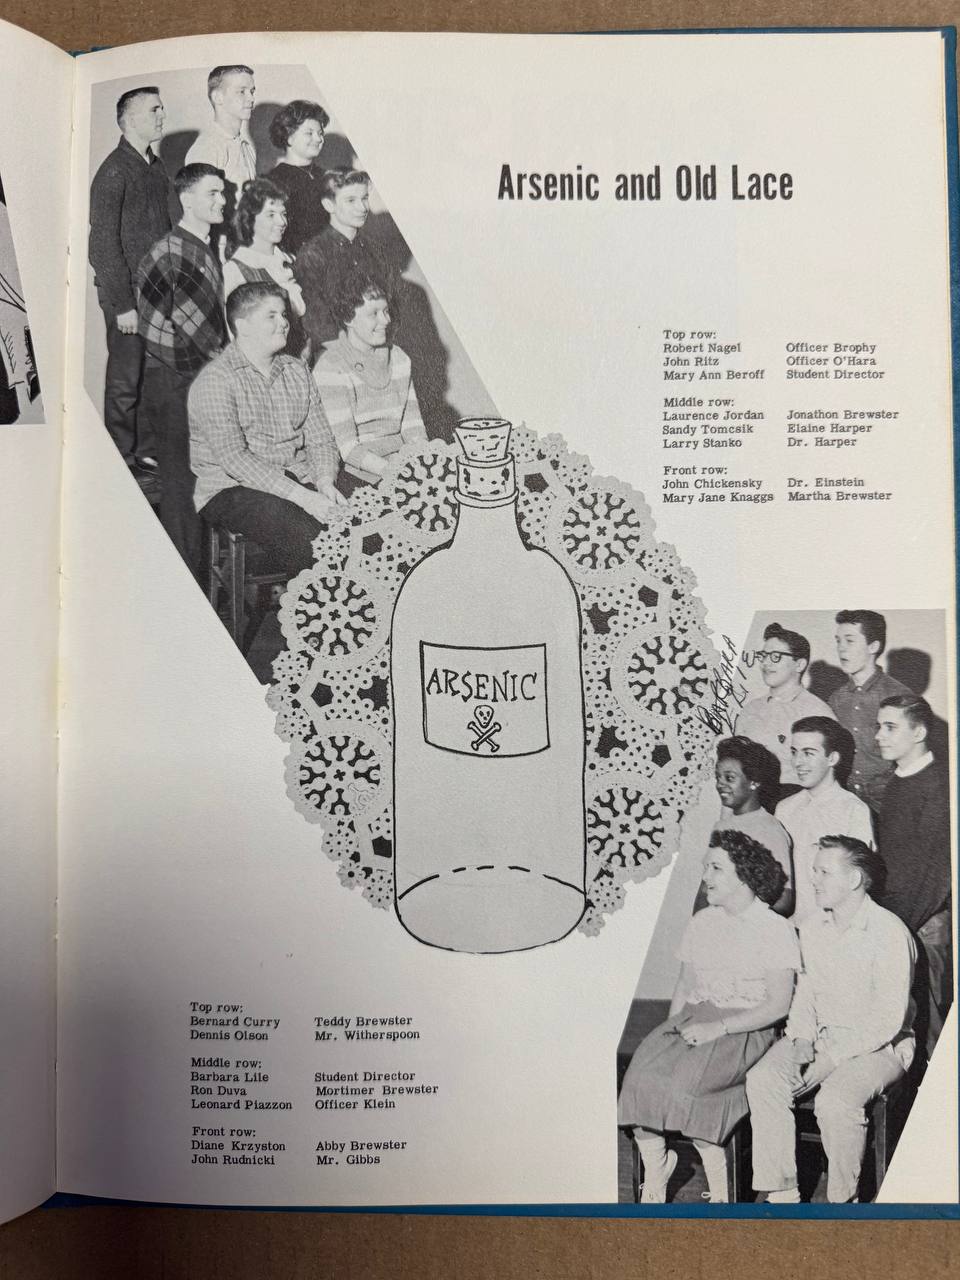 Arsenic and Old Lace
Top row:
Robert Nagel Officer Brophy
John Ritz Officer O'Hara
Mary Ann Beroff Student Director
Middle row:
Laurence Jordan Jonathon Brewster
Sandy Tomcsik Elaine Harper
Larry Stanko Dr. Harper
Front row:
John Chickensky Dr. Einstein
Mary Jane Knaggs Martha Brewster
ARSENIC
BARBARA
LILE
Top row:
Bernard Curry Teddy Brewster
Dennis Olson Mr. Witherspoon
Middle row:
Barbara Lile Student Director
Ron Duva Mortimer Brewster
Leonard Piazzon Officer Klein
Front row:
Diane Krzyston Abby Brewster
John Rudnicki Mr. Gibbs